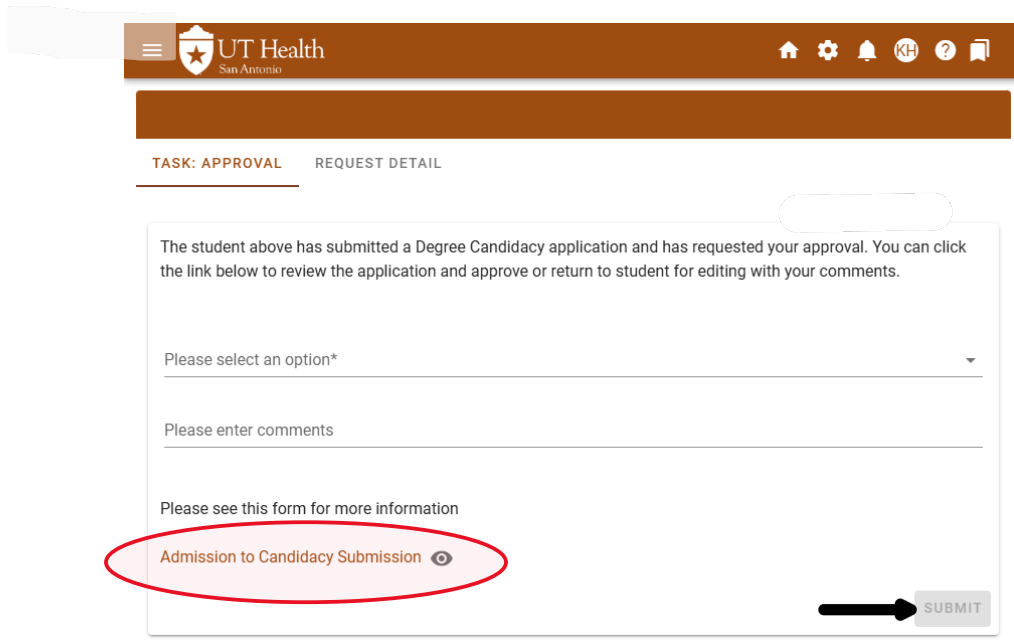 UT Health
San Antonio
KH
?
TASK: APPROVAL REQUEST DETAIL
The student above has submitted a Degree Candidacy application and has requested your approval. You can click
the link below to review the application and approve or return to student for editing with your comments.
Please select an option*
Please enter comments
Please see this form for more information
Admission to Candidacy Submission
SUBMIT